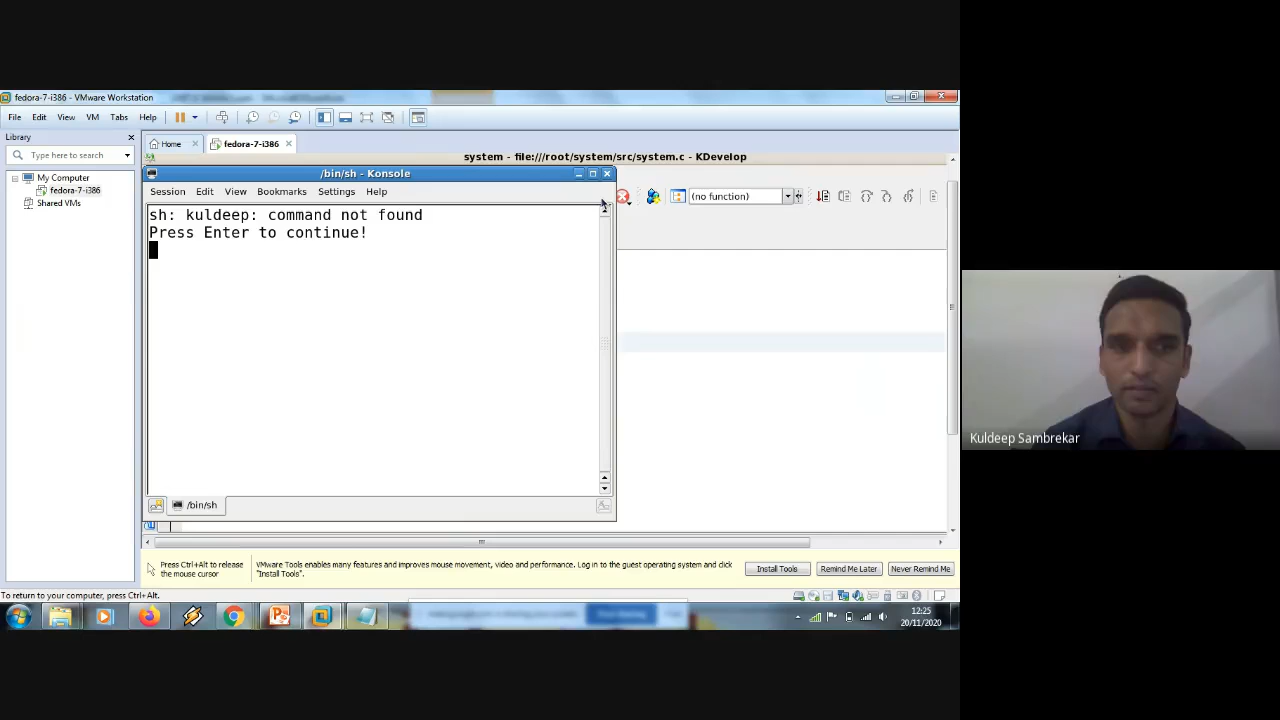 fedora-7-i386 - VMware Workstation
File Edit View VM Tabs Help
Library
Home
fedora-7-i386
Type here to search
My Computer
fedora-7-i386
Shared VMs
system - file:///root/system/src/system.c - KDevelop
/bin/sh - Konsole
Session Edit View Bookmarks Settings Help
(no function)
sh: kuldeep: command not found
Press Enter to continue!
/bin/sh
Press Ctrl+Alt to release the mouse cursor
VMware Tools enables many features and improves mouse movement, video and performance. Log in to the guest operating system and click "Install Tools".
Install Tools
Remind Me Later
Never Remind Me
To return to your computer, press Ctrl+Alt.
12:25
20/11/2020
Kuldeep Sambrekar